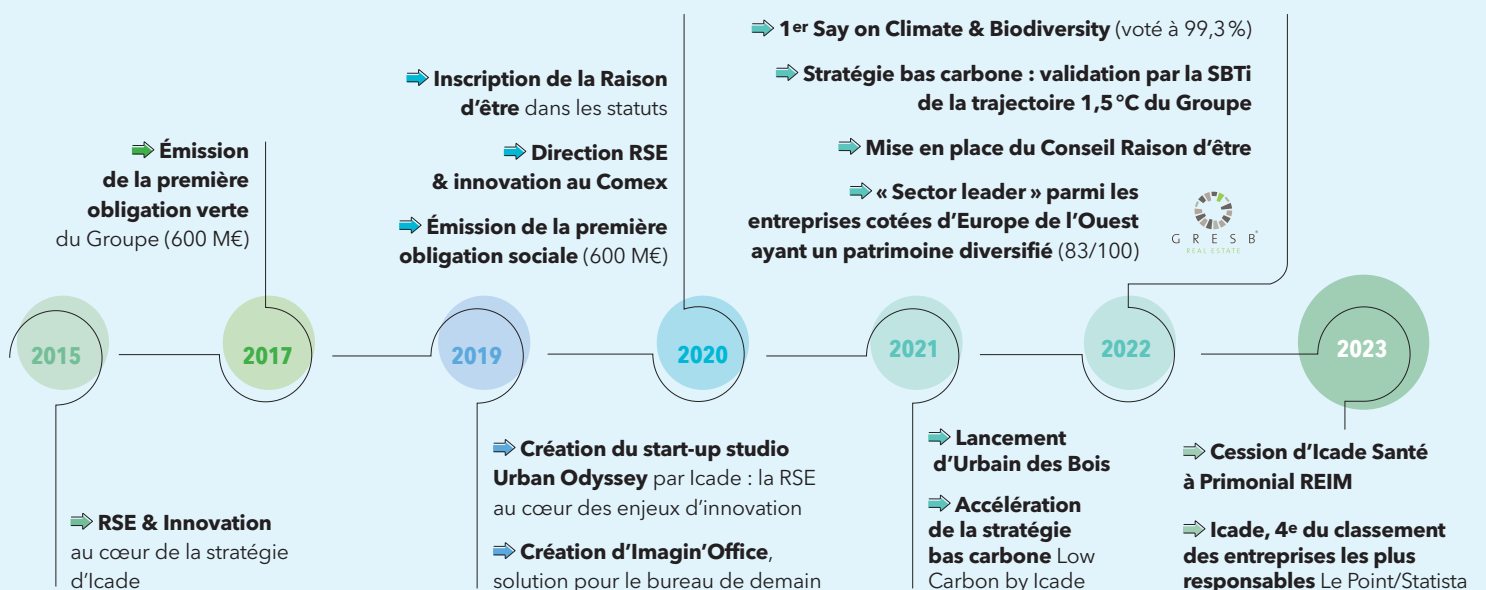 ⇒ 1er Say on Climate & Biodiversity (voté à 99,3 %)
⇒ Stratégie bas carbone : validation par la SBTi
de la trajectoire 1,5 °C du Groupe
⇒ Mise en place du Conseil Raison d'être
⇒ « Sector leader » parmi les
entreprises cotées d'Europe de l'Ouest
ayant un patrimoine diversifié (83/100)
GRESB®
REAL ESTATE
⇒ Inscription de la Raison
d'être dans les statuts
⇒ Direction RSE
& innovation au Comex
⇒ Émission de la première
obligation sociale (600 M€)
⇒ Émission
de la première
obligation verte
du Groupe (600 M€)
2015
2017
2019
2020
2021
2022
2023
⇒ RSE & Innovation
au cœur de la stratégie
d'Icade
⇒ Création du start-up studio
Urban Odyssey par Icade : la RSE
au cœur des enjeux d'innovation
⇒ Création d'Imagin'Office,
solution pour le bureau de demain
⇒ Lancement
d'Urbain des Bois
⇒ Accélération
de la stratégie
bas carbone Low
Carbon by Icade
⇒ Cession d'Icade Santé
à Primonial REIM
⇒ Icade, 4e du classement
des entreprises les plus
responsables Le Point/Statista